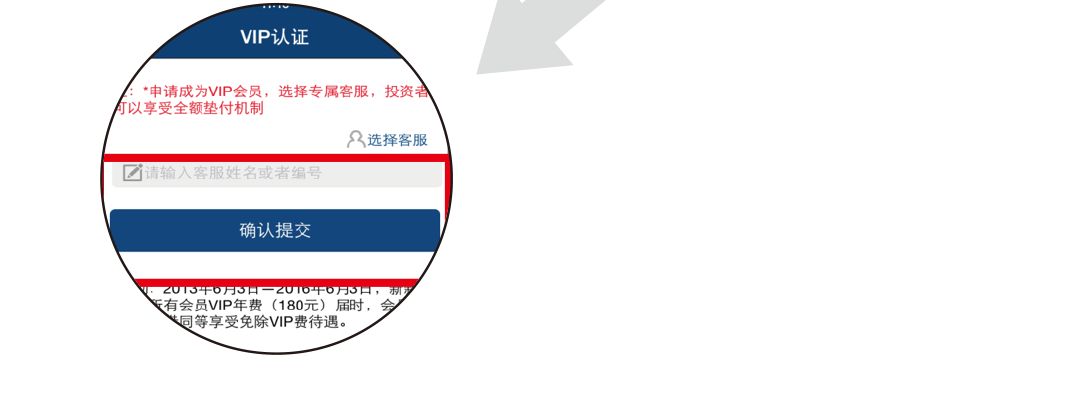 VIP认证
：*申请成为VIP会员，选择专属客服，投资者
可以享受全额垫付机制
选择客服
请输入客服姓名或者编号
确认提交
：2013年6月3日—2016年6月3日，新
所有会员VIP年费（180元）届时，会
同等享受免除VIP费待遇。